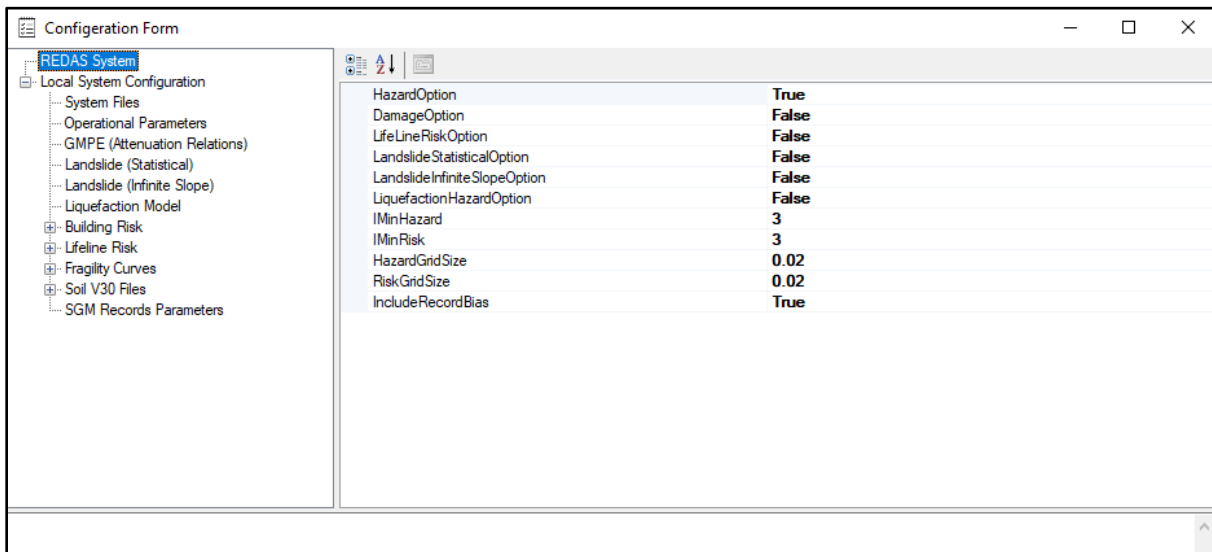 Configeration Form
REDAS System
Local System Configuration
System Files
Operational Parameters
GMPE (Attenuation Relations)
Landslide (Statistical)
Landslide (Infinite Slope)
Liquefaction Model
Building Risk
Lifeline Risk
Fragility Curves
Soil V30 Files
SGM Records Parameters
HazardOption True
DamageOption False
LifeLineRiskOption False
LandslideStatisticalOption False
LandslideInfiniteSlopeOption False
LiquefactionHazardOption False
IMinHazard 3
IMinRisk 3
HazardGridSize 0.02
RiskGridSize 0.02
IncludeRecordBias True